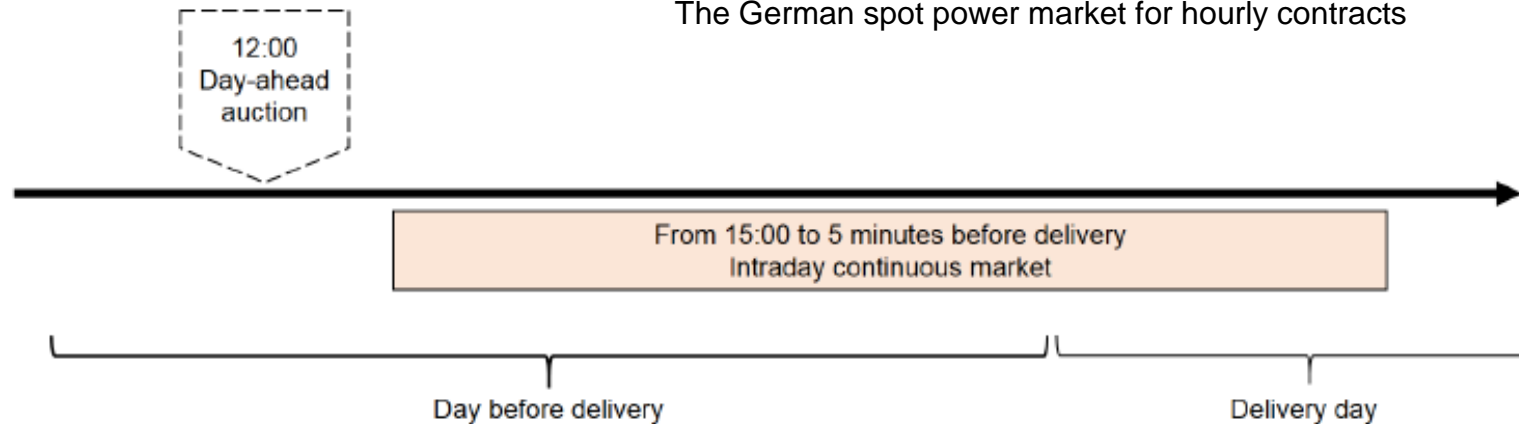 The German spot power market for hourly contracts
12:00
Day-ahead
auction
From 15:00 to 5 minutes before delivery
Intraday continuous market
Day before delivery
Delivery day